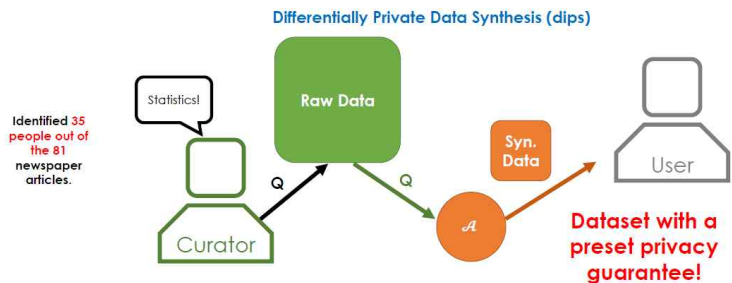 Differentially Private Data Synthesis (dips)
Identified 35
people out of
the 81
newspaper
articles.
Statistics!
Raw Data
Q
Curator
Q
𝒜
Syn.
Data
User
Dataset with a
preset privacy
guarantee!